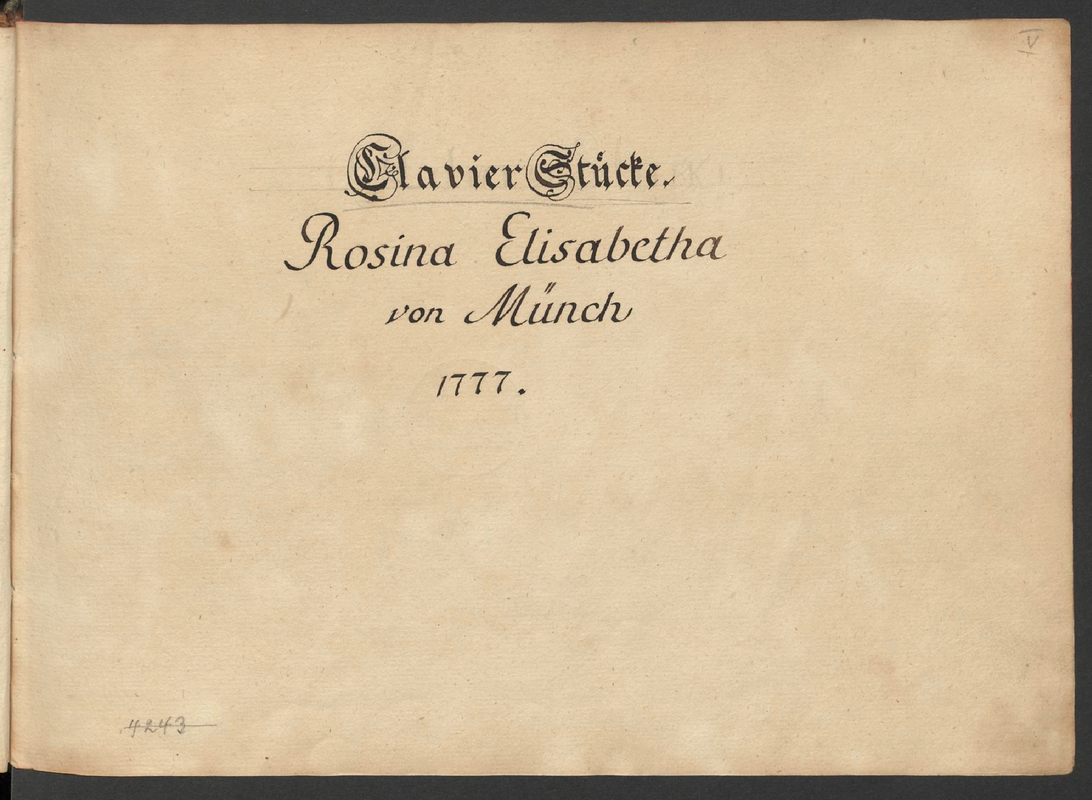 V
Clavier Stücke.
Rosina Elisabetha
von Münch
1777.
4243